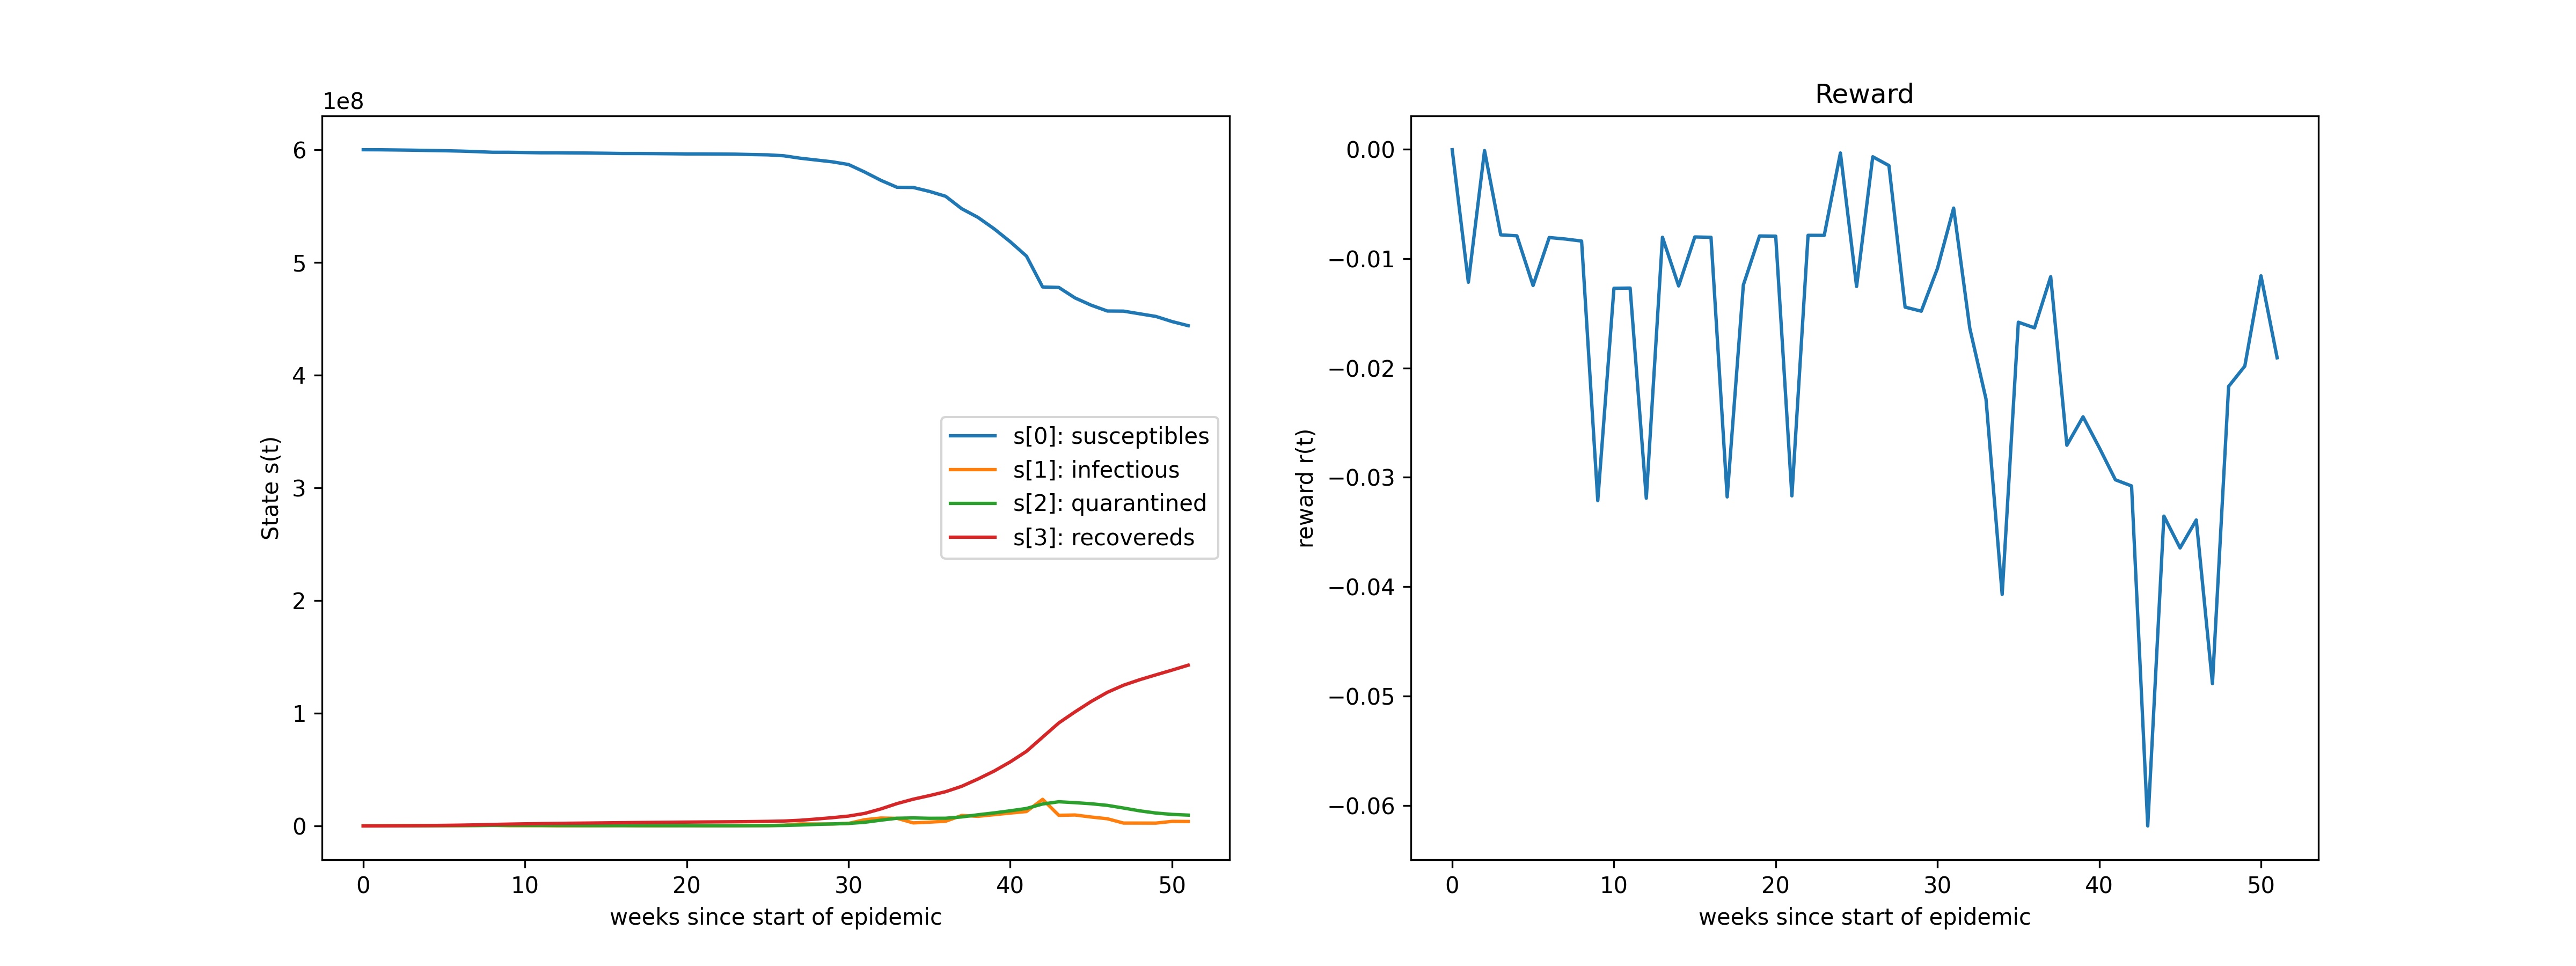 1e8
6
5
4
3
2
1
0
State s(t)
s[0]: susceptibles
s[1]: infectious
s[2]: quarantined
s[3]: recovereds
0 10 20 30 40 50
weeks since start of epidemic
Reward
0.00
−0.01
−0.02
−0.03
−0.04
−0.05
−0.06
reward r(t)
0 10 20 30 40 50
weeks since start of epidemic